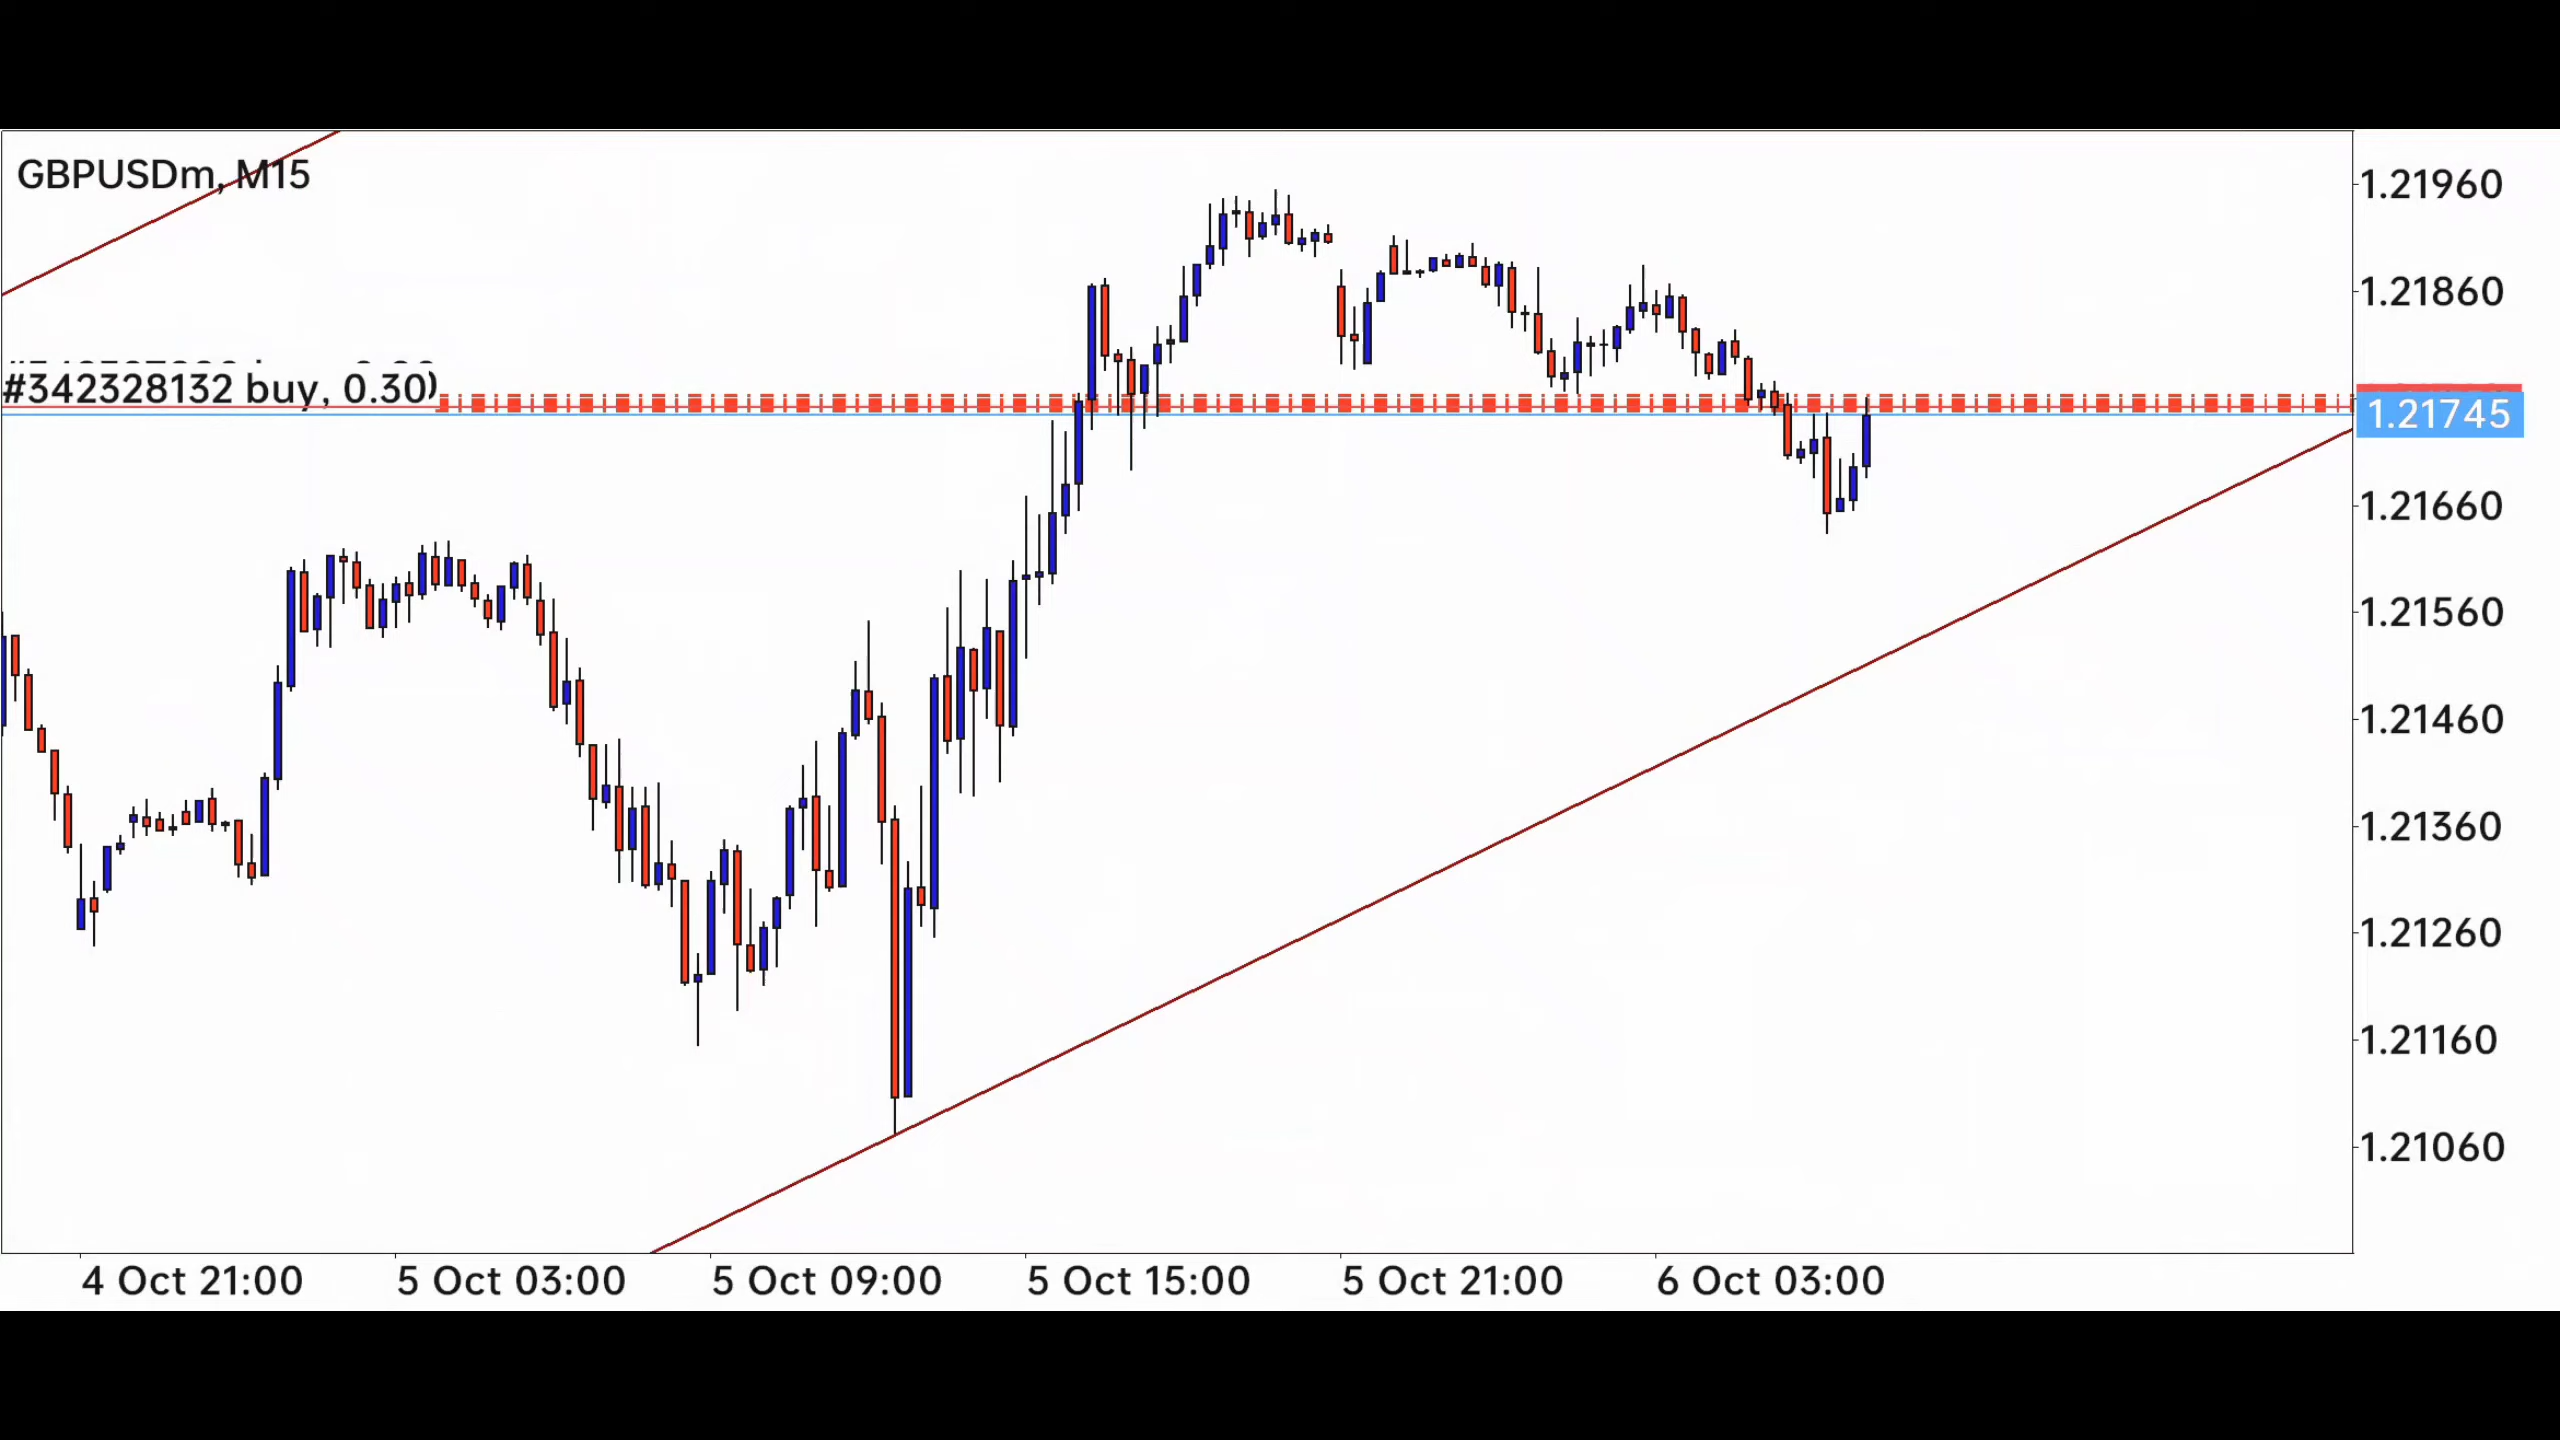 GBPUSDm, M15
#342328132 buy, 0.30)
1.21960
1.21860
1.21745
1.21660
1.21560
1.21460
1.21360
1.21260
1.21160
1.21060
4 Oct 21:00
5 Oct 03:00
5 Oct 09:00
5 Oct 15:00
5 Oct 21:00
6 Oct 03:00